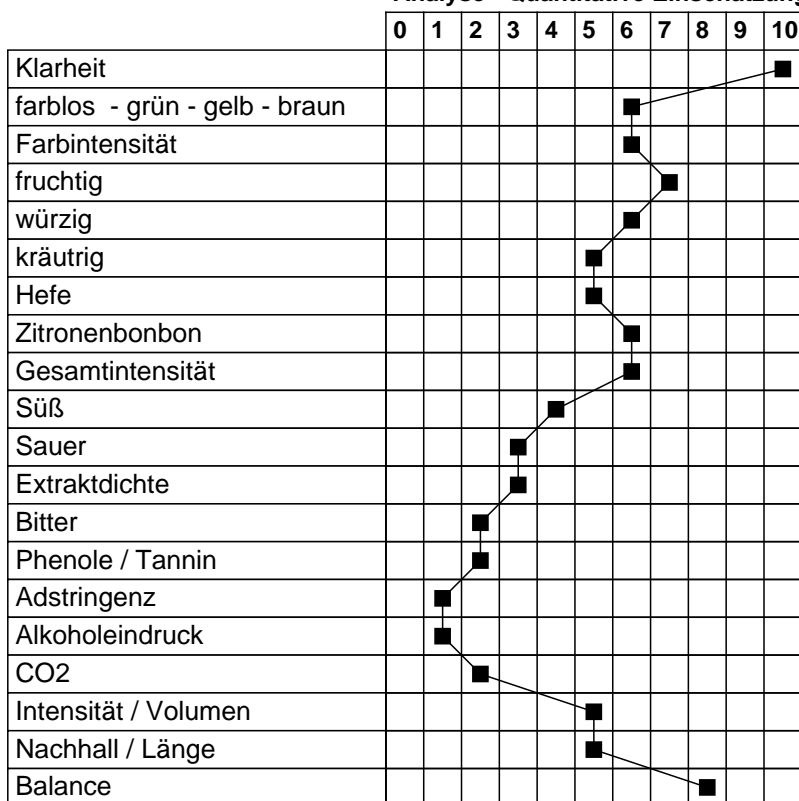 0 1 2 3 4 5 6 7 8 9 10
Klarheit
farblos - grün - gelb - braun
Farbintensität
fruchtig
würzig
kräutrig
Hefe
Zitronenbonbon
Gesamtintensität
Süß
Sauer
Extraktdichte
Bitter
Phenole / Tannin
Adstringenz
Alkoholeindruck
CO2
Intensität / Volumen
Nachhall / Länge
Balance